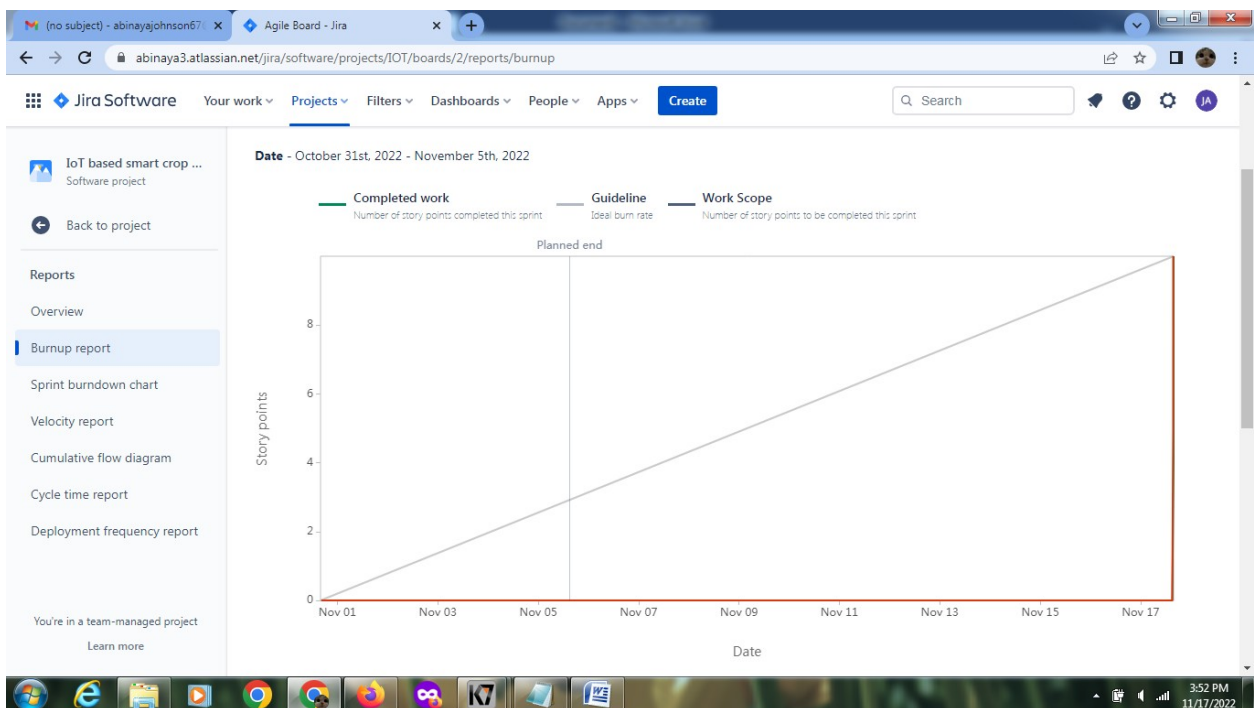 (no subject) - abinayajohnson67
Agile Board - Jira
abinaya3.atlassian.net/jira/software/projects/IOT/boards/2/reports/burnup
Jira Software Your work Projects Filters Dashboards People Apps Create Search JA
IoT based smart crop ...
Software project
Back to project
Reports
Overview
Burnup report
Sprint burndown chart
Velocity report
Cumulative flow diagram
Cycle time report
Deployment frequency report
You're in a team-managed project
Learn more
Date - October 31st, 2022 - November 5th, 2022
Completed work Guideline Work Scope
Number of story points completed this sprint Ideal burn rate Number of story points to be completed this sprint
Planned end
Story points
8
6
4
2
0
Nov 01 Nov 03 Nov 05 Nov 07 Nov 09 Nov 11 Nov 13 Nov 15 Nov 17
Date
K7
3:52 PM
11/17/2022